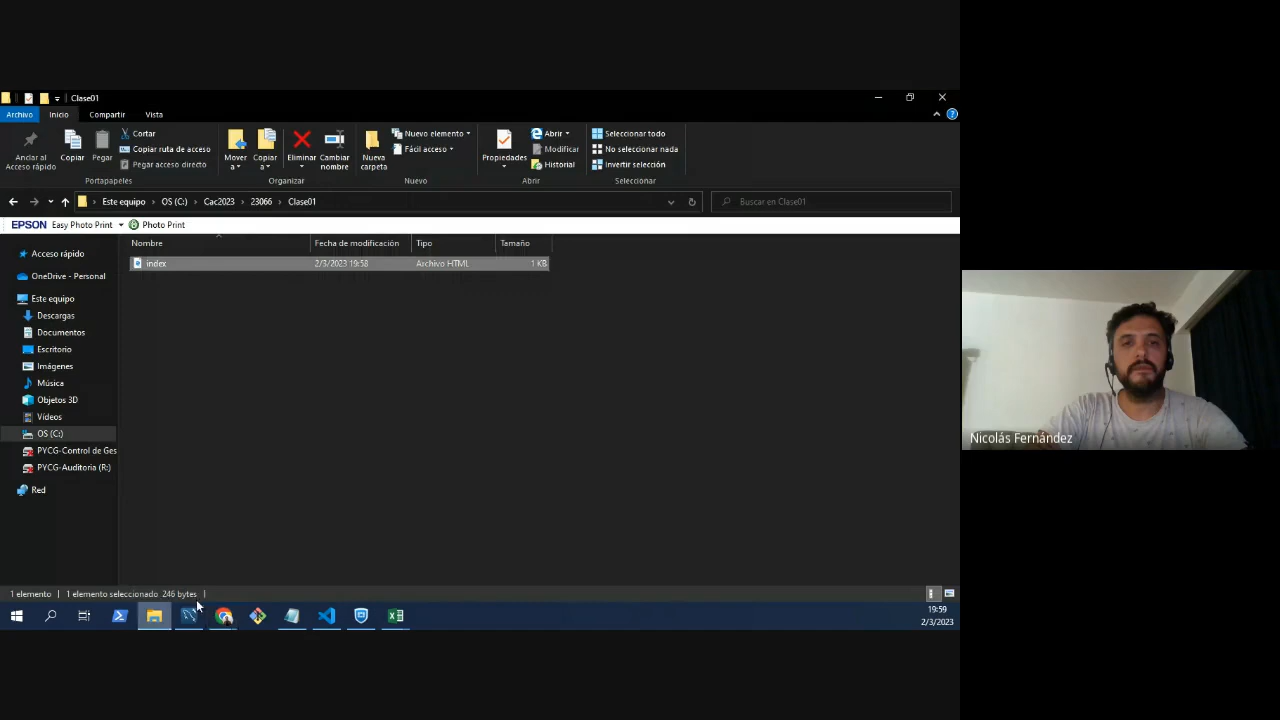 Clase01
Archivo Inicio Compartir Vista
Anclar al Acceso rápido
Copiar
Pegar
Cortar
Copiar ruta de acceso
Pegar acceso directo
Portapapeles
Mover a
Copiar a
Eliminar
Cambiar nombre
Organizar
Nueva carpeta
Nuevo elemento
Fácil acceso
Nuevo
Propiedades
Abrir
Modificar
Historial
Abrir
Seleccionar todo
No seleccionar nada
Invertir selección
Seleccionar
Este equipo > OS (C:) > Cac2023 > 23066 > Clase01
Buscar en Clase01
EPSON Easy Photo Print Photo Print
Nombre Fecha de modificación Tipo Tamaño
index 2/3/2023 19:58 Archivo HTML 1 KB
Acceso rápido
OneDrive - Personal
Este equipo
Descargas
Documentos
Escritorio
Imágenes
Música
Objetos 3D
Vídeos
OS (C:)
PYCG-Control de Ges
PYCG-Auditoria (R:)
Red
Nicolás Fernández
1 elemento | 1 elemento seleccionado 246 bytes |
19:59
2/3/2023